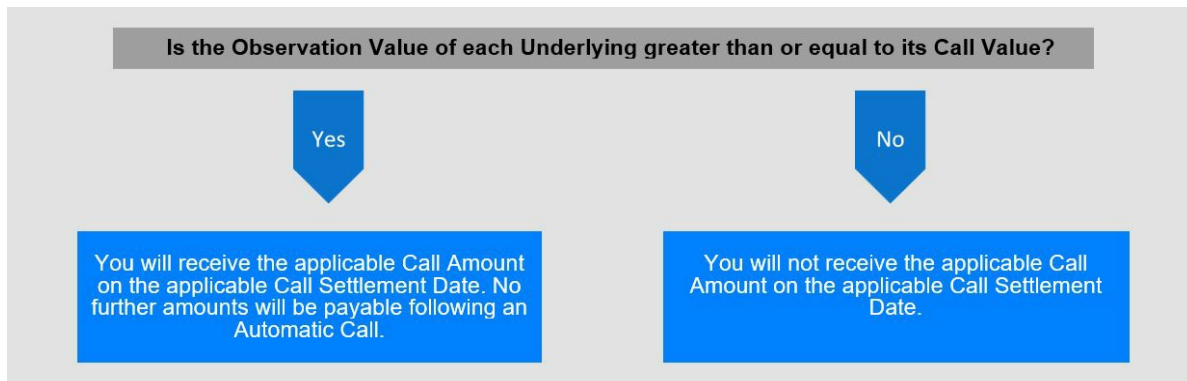 Is the Observation Value of each Underlying greater than or equal to its Call Value?
Yes
No
You will receive the applicable Call Amount
on the applicable Call Settlement Date. No
further amounts will be payable following an
Automatic Call.
You will not receive the applicable Call
Amount on the applicable Call Settlement
Date.